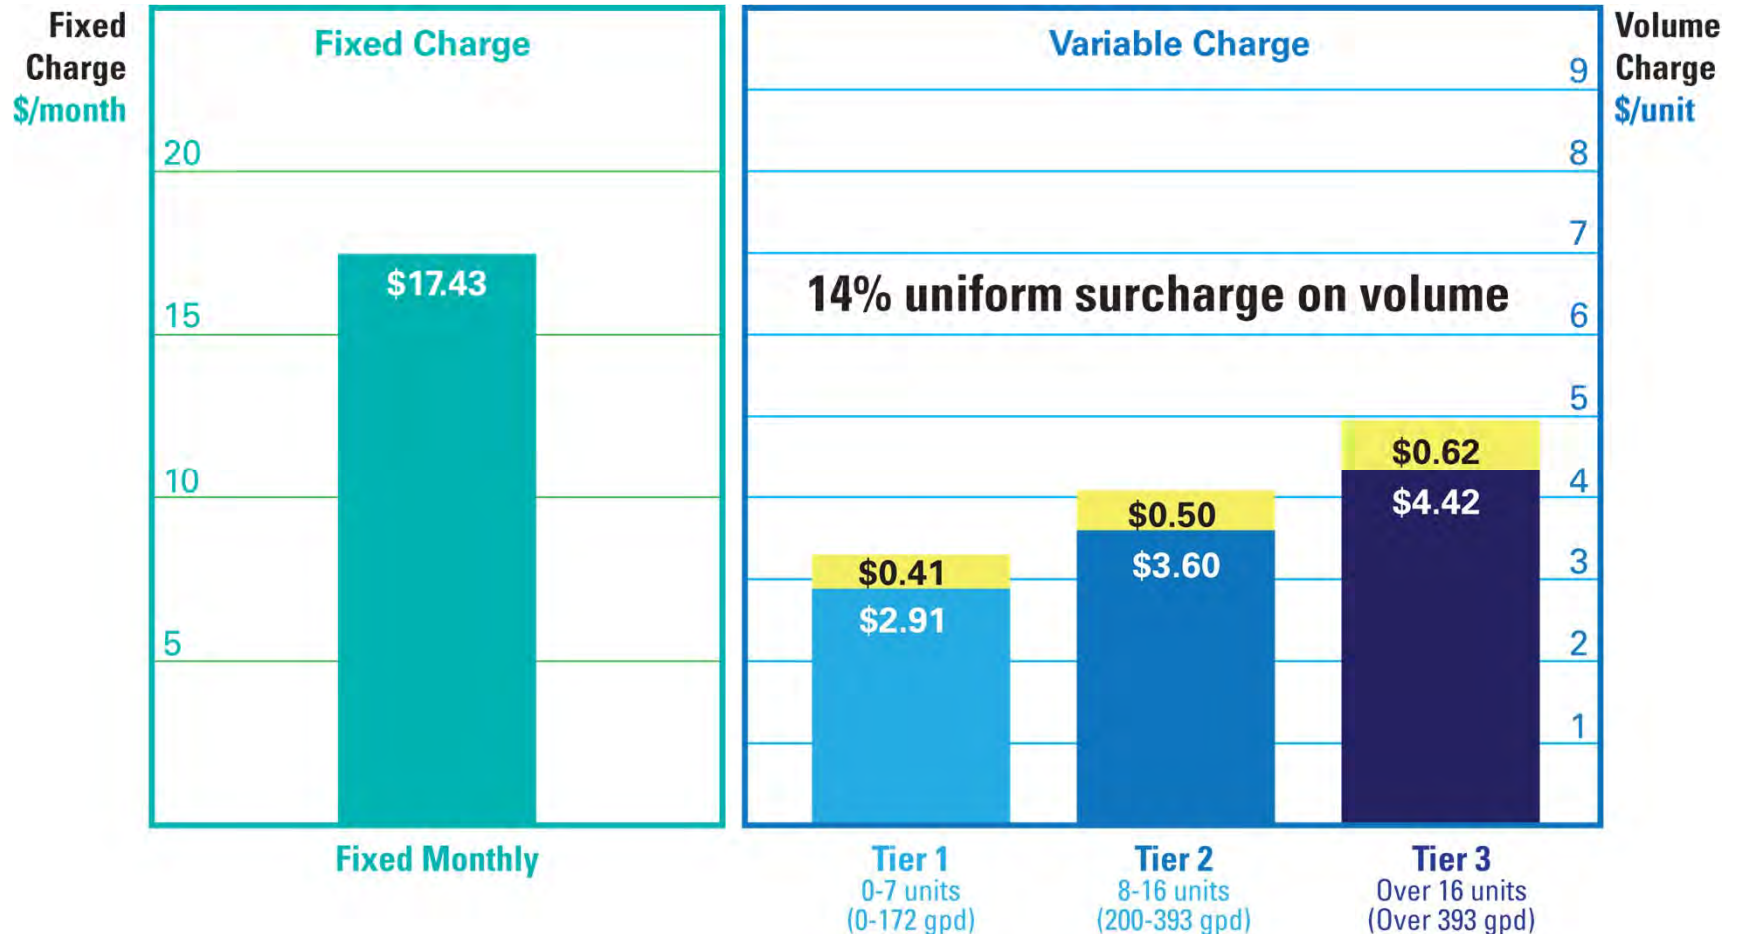 Fixed
Charge
$/month
Fixed Charge
20
15
10
5
$17.43
Fixed Monthly
Variable Charge
14% uniform surcharge on volume
$0.41
$2.91
$0.50
$3.60
$0.62
$4.42
9
8
7
6
5
4
3
2
1
Volume
Charge
$/unit
Tier 1
0-7 units
(0-172 gpd)
Tier 2
8-16 units
(200-393 gpd)
Tier 3
Over 16 units
(Over 393 gpd)